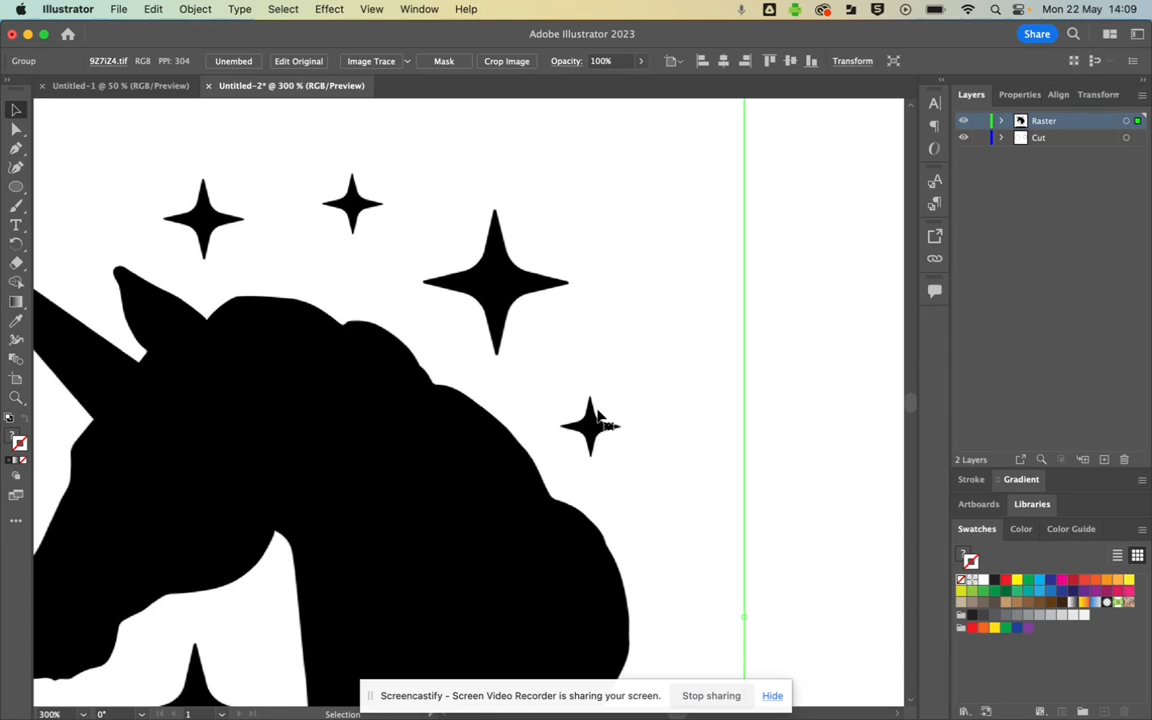 Illustrator File Edit Object Type Select Effect View Window Help Mon 22 May 14:09
Adobe Illustrator 2023 Share
Group 9Z7iZ4.tif RGB PPI: 304 Unembed Edit Original Image Trace Mask Crop Image Opacity: 100% Transform
Untitled-1 @ 50 % (RGB/Preview) Untitled-2* @ 300 % (RGB/Preview)
Layers Properties Align Transform
Raster
Cut
2 Layers
Stroke Gradient
Artboards Libraries
Swatches Color Color Guide
Screencastify - Screen Video Recorder is sharing your screen. Stop sharing Hide
300% 0° 1 Selection